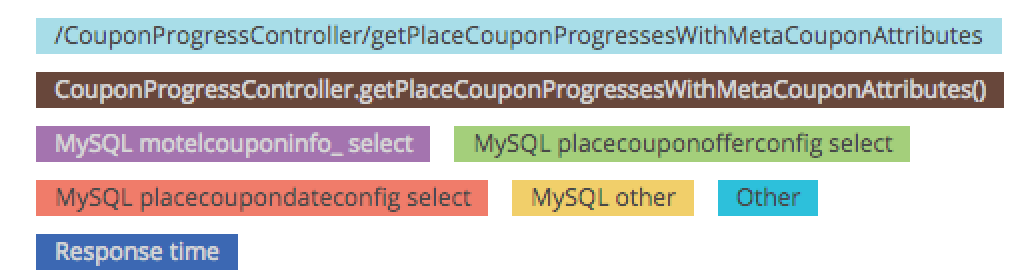 /CouponProgressController/getPlaceCouponProgressesWithMetaCouponAttributes
CouponProgressController.getPlaceCouponProgressesWithMetaCouponAttributes()
MySQL motelcouponinfo_ select MySQL placecouponofferconfig select
MySQL placecoupondateconfig select MySQL other Other
Response time